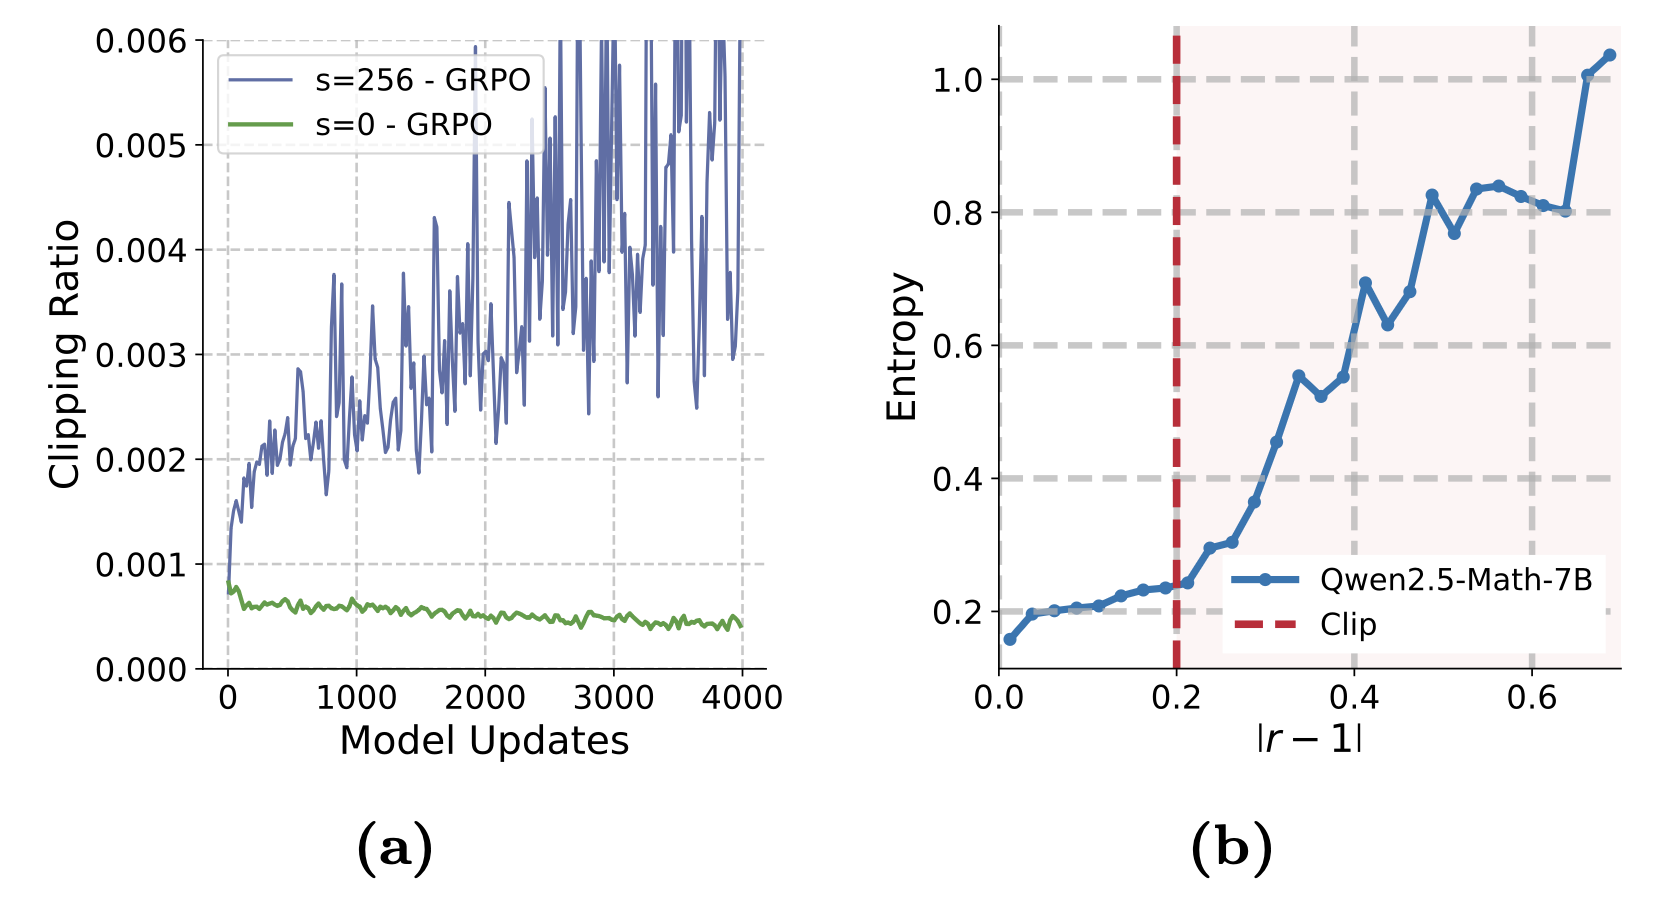 0.006
0.005
0.004
0.003
0.002
0.001
0.000
Clipping Ratio
s=256 - GRPO
s=0 - GRPO
0 1000 2000 3000 4000
Model Updates
(a)
1.0
0.8
0.6
0.4
0.2
Entropy
Qwen2.5-Math-7B
Clip
0.0 0.2 0.4 0.6
|r − 1|
(b)